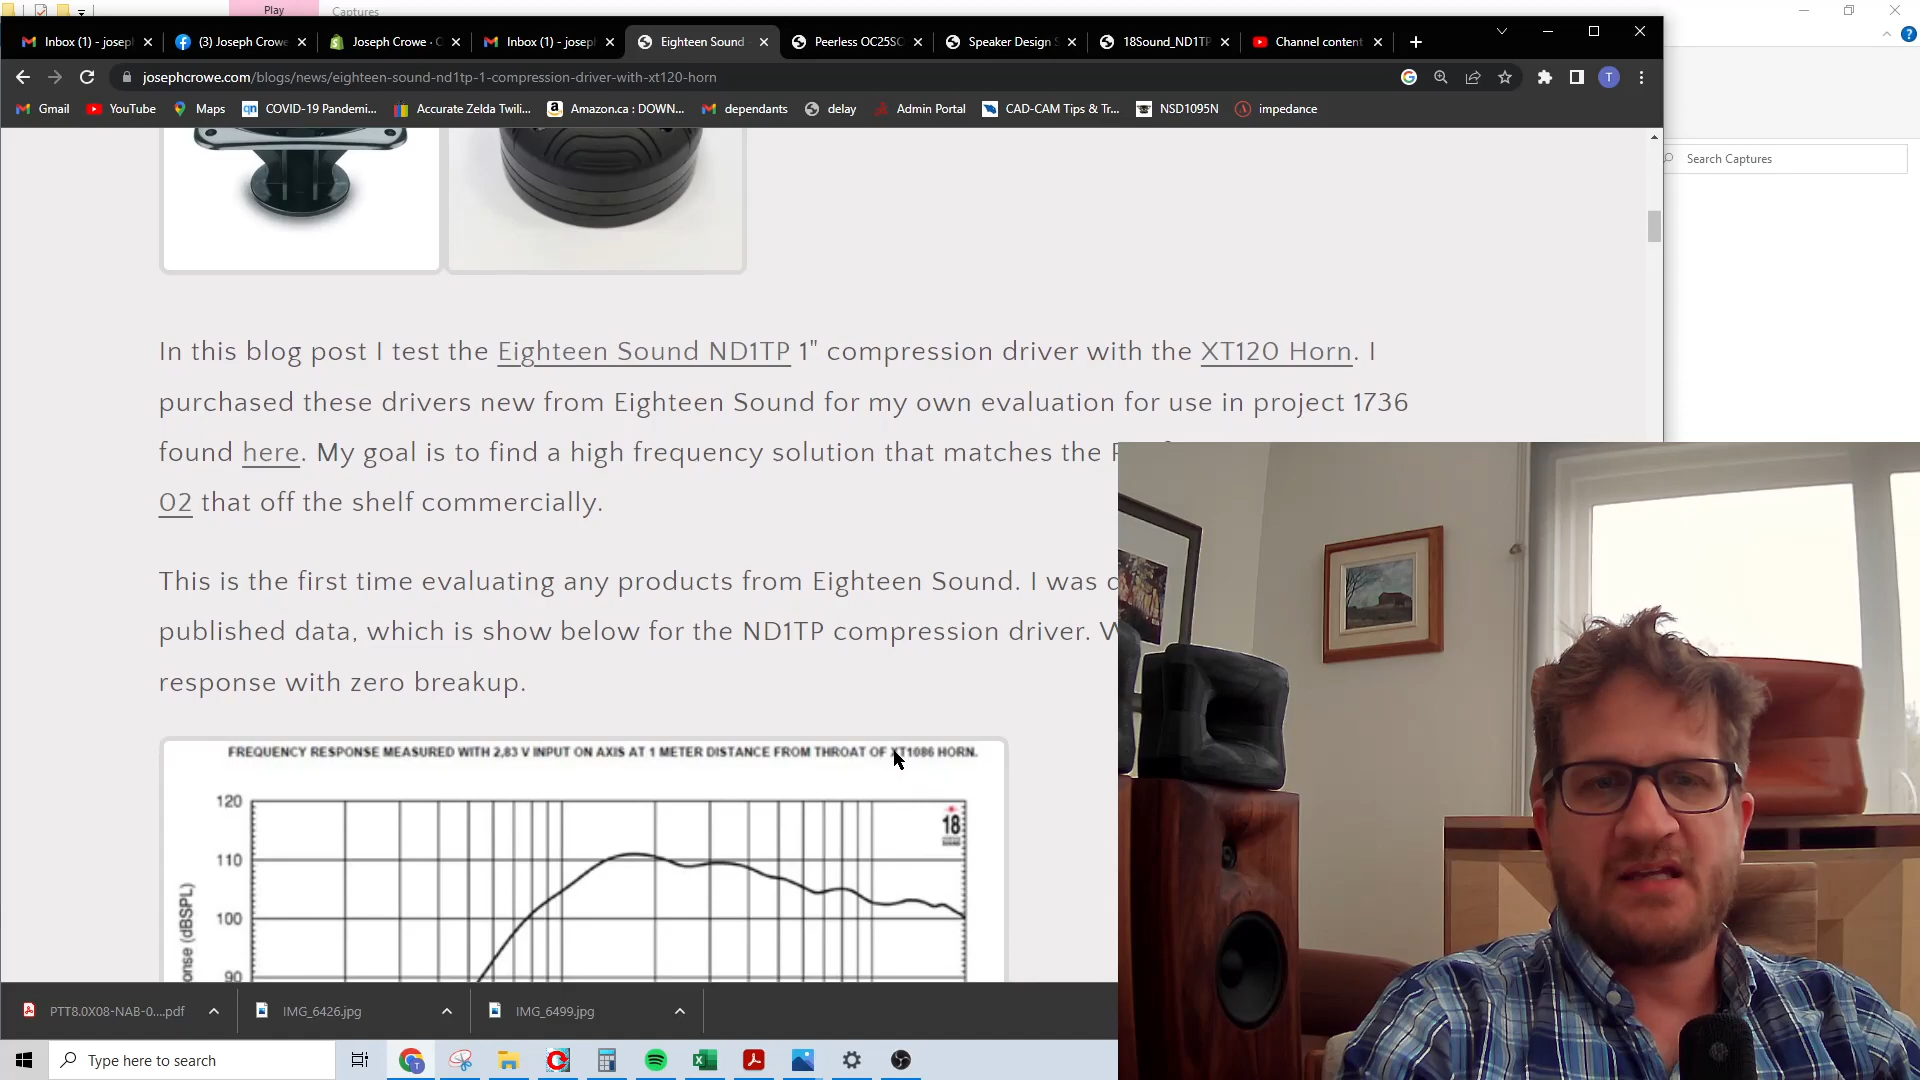 Play
Captures
Inbox (1) - joseph
(3) Joseph Crowe
Joseph Crowe · C
Inbox (1) - joseph
Eighteen Sound
Peerless OC25SC
Speaker Design S
18Sound_ND1TP
Channel content
josephcrowe.com/blogs/news/eighteen-sound-nd1tp-1-compression-driver-with-xt120-horn
T
Gmail
YouTube
Maps
COVID-19 Pandemi...
Accurate Zelda Twili...
Amazon.ca : DOWN...
dependants
delay
Admin Portal
CAD-CAM Tips & Tr...
NSD1095N
impedance
Search Captures
In this blog post I test the Eighteen Sound ND1TP 1" compression driver with the XT120 Horn. I
purchased these drivers new from Eighteen Sound for my own evaluation for use in project 1736
found here. My goal is to find a high frequency solution that matches the
02 that off the shelf commercially.
This is the first time evaluating any products from Eighteen Sound. I was
published data, which is show below for the ND1TP compression driver.
response with zero breakup.
FREQUENCY RESPONSE MEASURED WITH 2,83 V INPUT ON AXIS AT 1 METER DISTANCE FROM THROAT OF XT1086 HORN.
120
18
110
100
90
onse (dBSPL)
PTT8.0X08-NAB-0....pdf
IMG_6426.jpg
IMG_6499.jpg
Type here to search